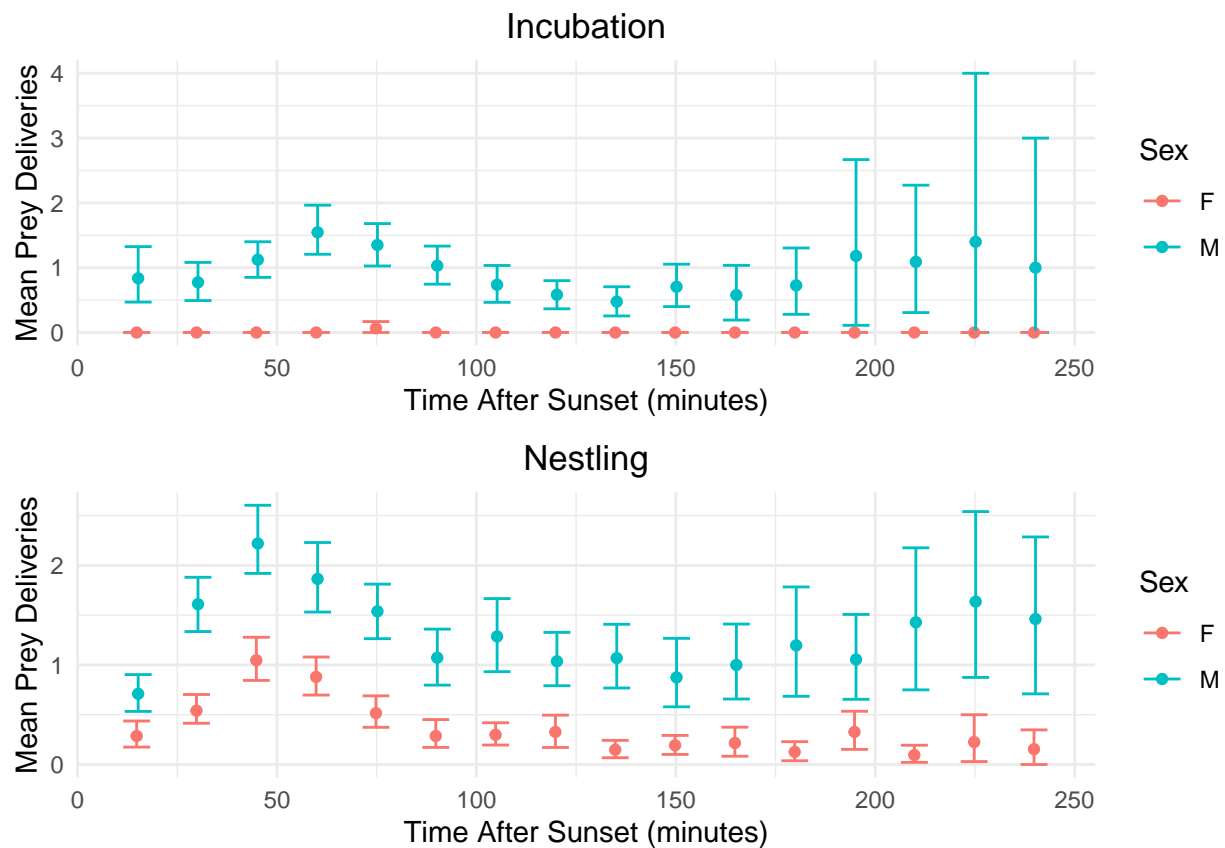 Incubation
Mean Prey Deliveries
4
3
2
1
0
0 50 100 150 200 250
Time After Sunset (minutes)
Sex
F
M
Nestling
Mean Prey Deliveries
2
1
0
0 50 100 150 200 250
Time After Sunset (minutes)
Sex
F
M